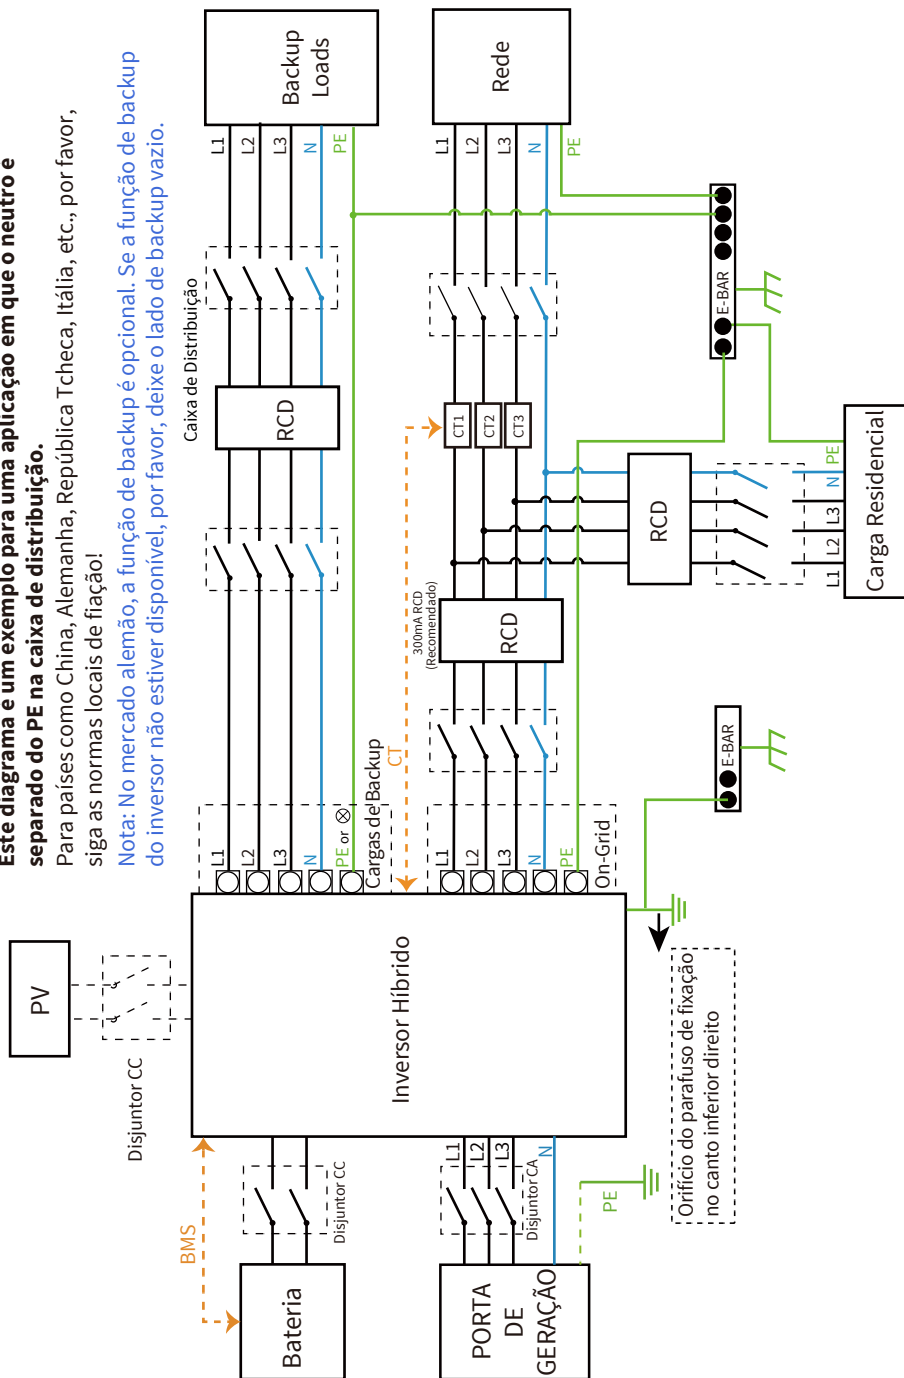 Este diagrama é um exemplo para uma aplicação em que o neutro e
separado do PE na caixa de distribuição.
Para países como China, Alemanha, República Tcheca, Itália, etc., por favor,
siga as normas locais de fiação!
Nota: No mercado alemão, a função de backup é opcional. Se a função de backup
do inversor não estiver disponível, por favor, deixe o lado de backup vazio.
PV
Disjuntor CC
BMS
Bateria
Disjuntor CC
PORTA
DE
GERAÇÃO
L1
L2
L3
N
Disjuntor CA
PE
Inversor Híbrido
Orifício do parafuso de fixação
no canto inferior direito
L1
L2
L3
N
PE or ⊗
Cargas de Backup
CT
L1
L2
L3
N
PE
On-Grid
E-BAR
Caixa de Distribuição
RCD
L1
L2
L3
N
PE
Backup
Loads
300mA RCD
(Recomendado)
RCD
CT1
CT2
CT3
L1
L2
L3
N
PE
Rede
E-BAR
RCD
L1
L2
L3
N
PE
Carga Residencial